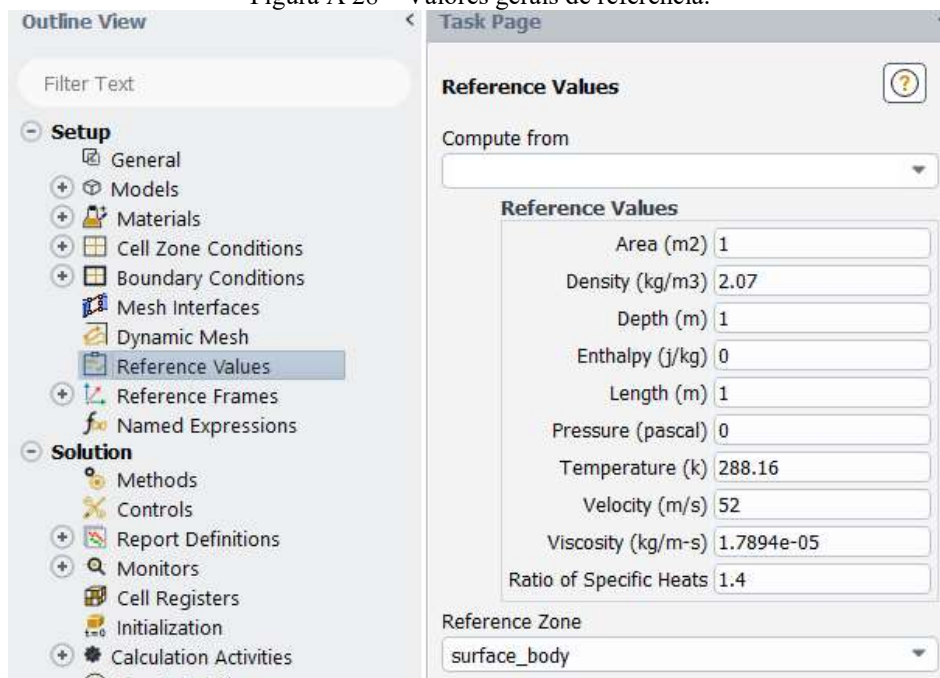 Figura A 28 – Valores gerais de referência.
Outline View
Filter Text
Setup
General
Models
Materials
Cell Zone Conditions
Boundary Conditions
Mesh Interfaces
Dynamic Mesh
Reference Values
Reference Frames
Named Expressions
Solution
Methods
Controls
Report Definitions
Monitors
Cell Registers
Initialization
Calculation Activities
Task Page
Reference Values
Compute from
Reference Values
Area (m2) 1
Density (kg/m3) 2.07
Depth (m) 1
Enthalpy (j/kg) 0
Length (m) 1
Pressure (pascal) 0
Temperature (k) 288.16
Velocity (m/s) 52
Viscosity (kg/m-s) 1.7894e-05
Ratio of Specific Heats 1.4
Reference Zone
surface_body